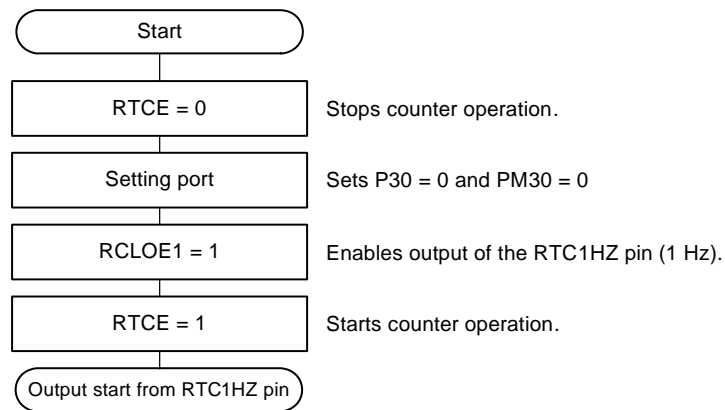 Start
RTCE = 0
Stops counter operation.
Setting port
Sets P30 = 0 and PM30 = 0
RCLOE1 = 1
Enables output of the RTC1HZ pin (1 Hz).
RTCE = 1
Starts counter operation.
Output start from RTC1HZ pin